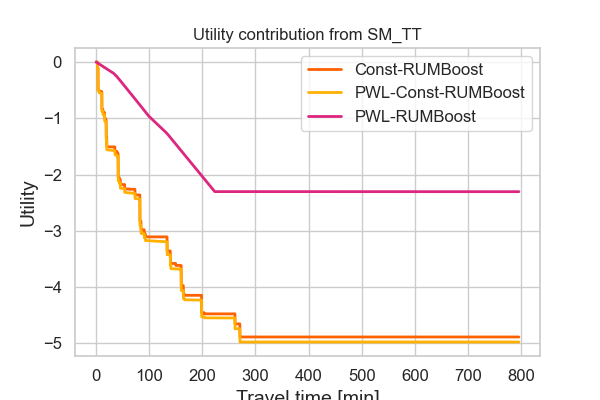 Utility contribution from SM_TT
Const-RUMBoost
PWL-Const-RUMBoost
PWL-RUMBoost
Utility
0
−1
−2
−3
−4
−5
0 100 200 300 400 500 600 700 800
Travel time [min]